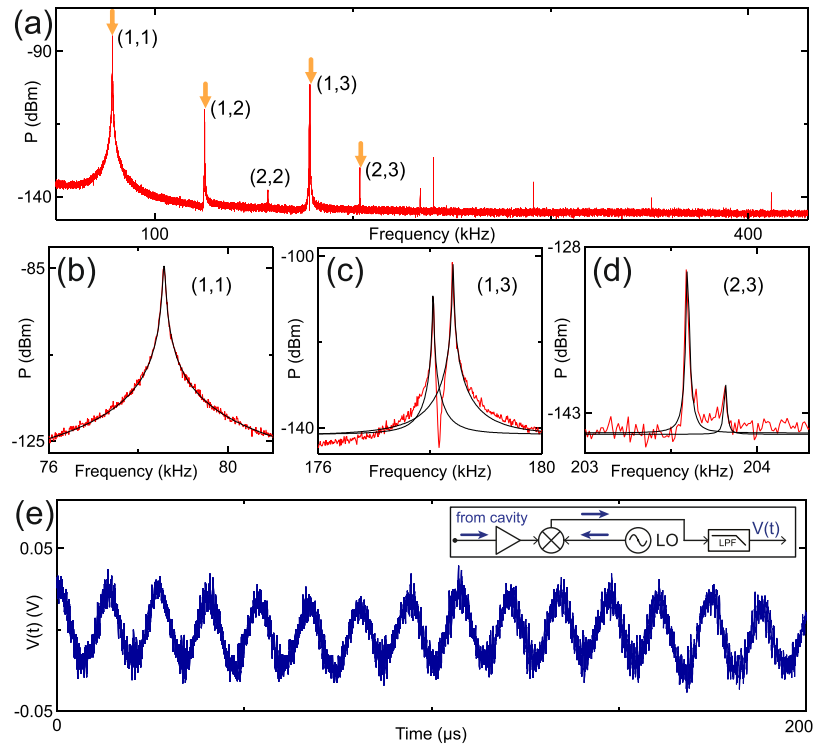 (a)
(1,1)
(1,2)
(2,2)
(1,3)
(2,3)
-90
-140
P (dBm)
100
Frequency (kHz)
400
(b)
(1,1)
-85
-125
P (dBm)
76
Frequency (kHz)
80
(c)
(1,3)
-100
-140
P (dBm)
176
Frequency (kHz)
180
(d)
(2,3)
-128
-143
P (dBm)
203
Frequency (kHz)
204
(e)
from cavity
LO
LPF
V(t)
0.05
-0.05
V(t) (V)
0
Time (µs)
200